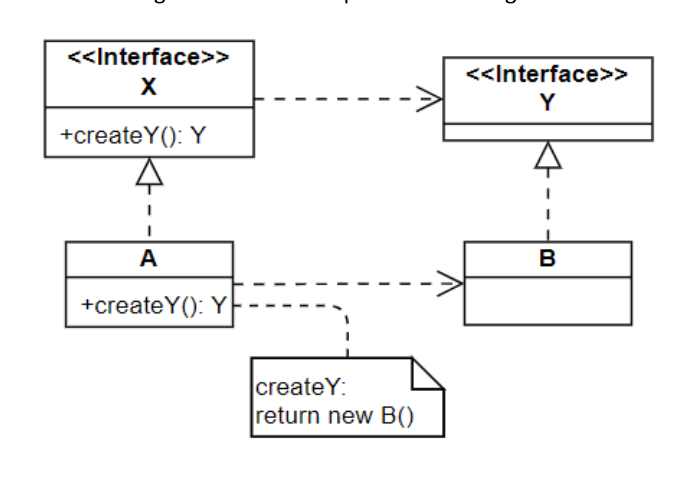 <<Interface>>
X
+createY(): Y
<<Interface>>
Y
A
+createY(): Y
B
createY:
return new B()